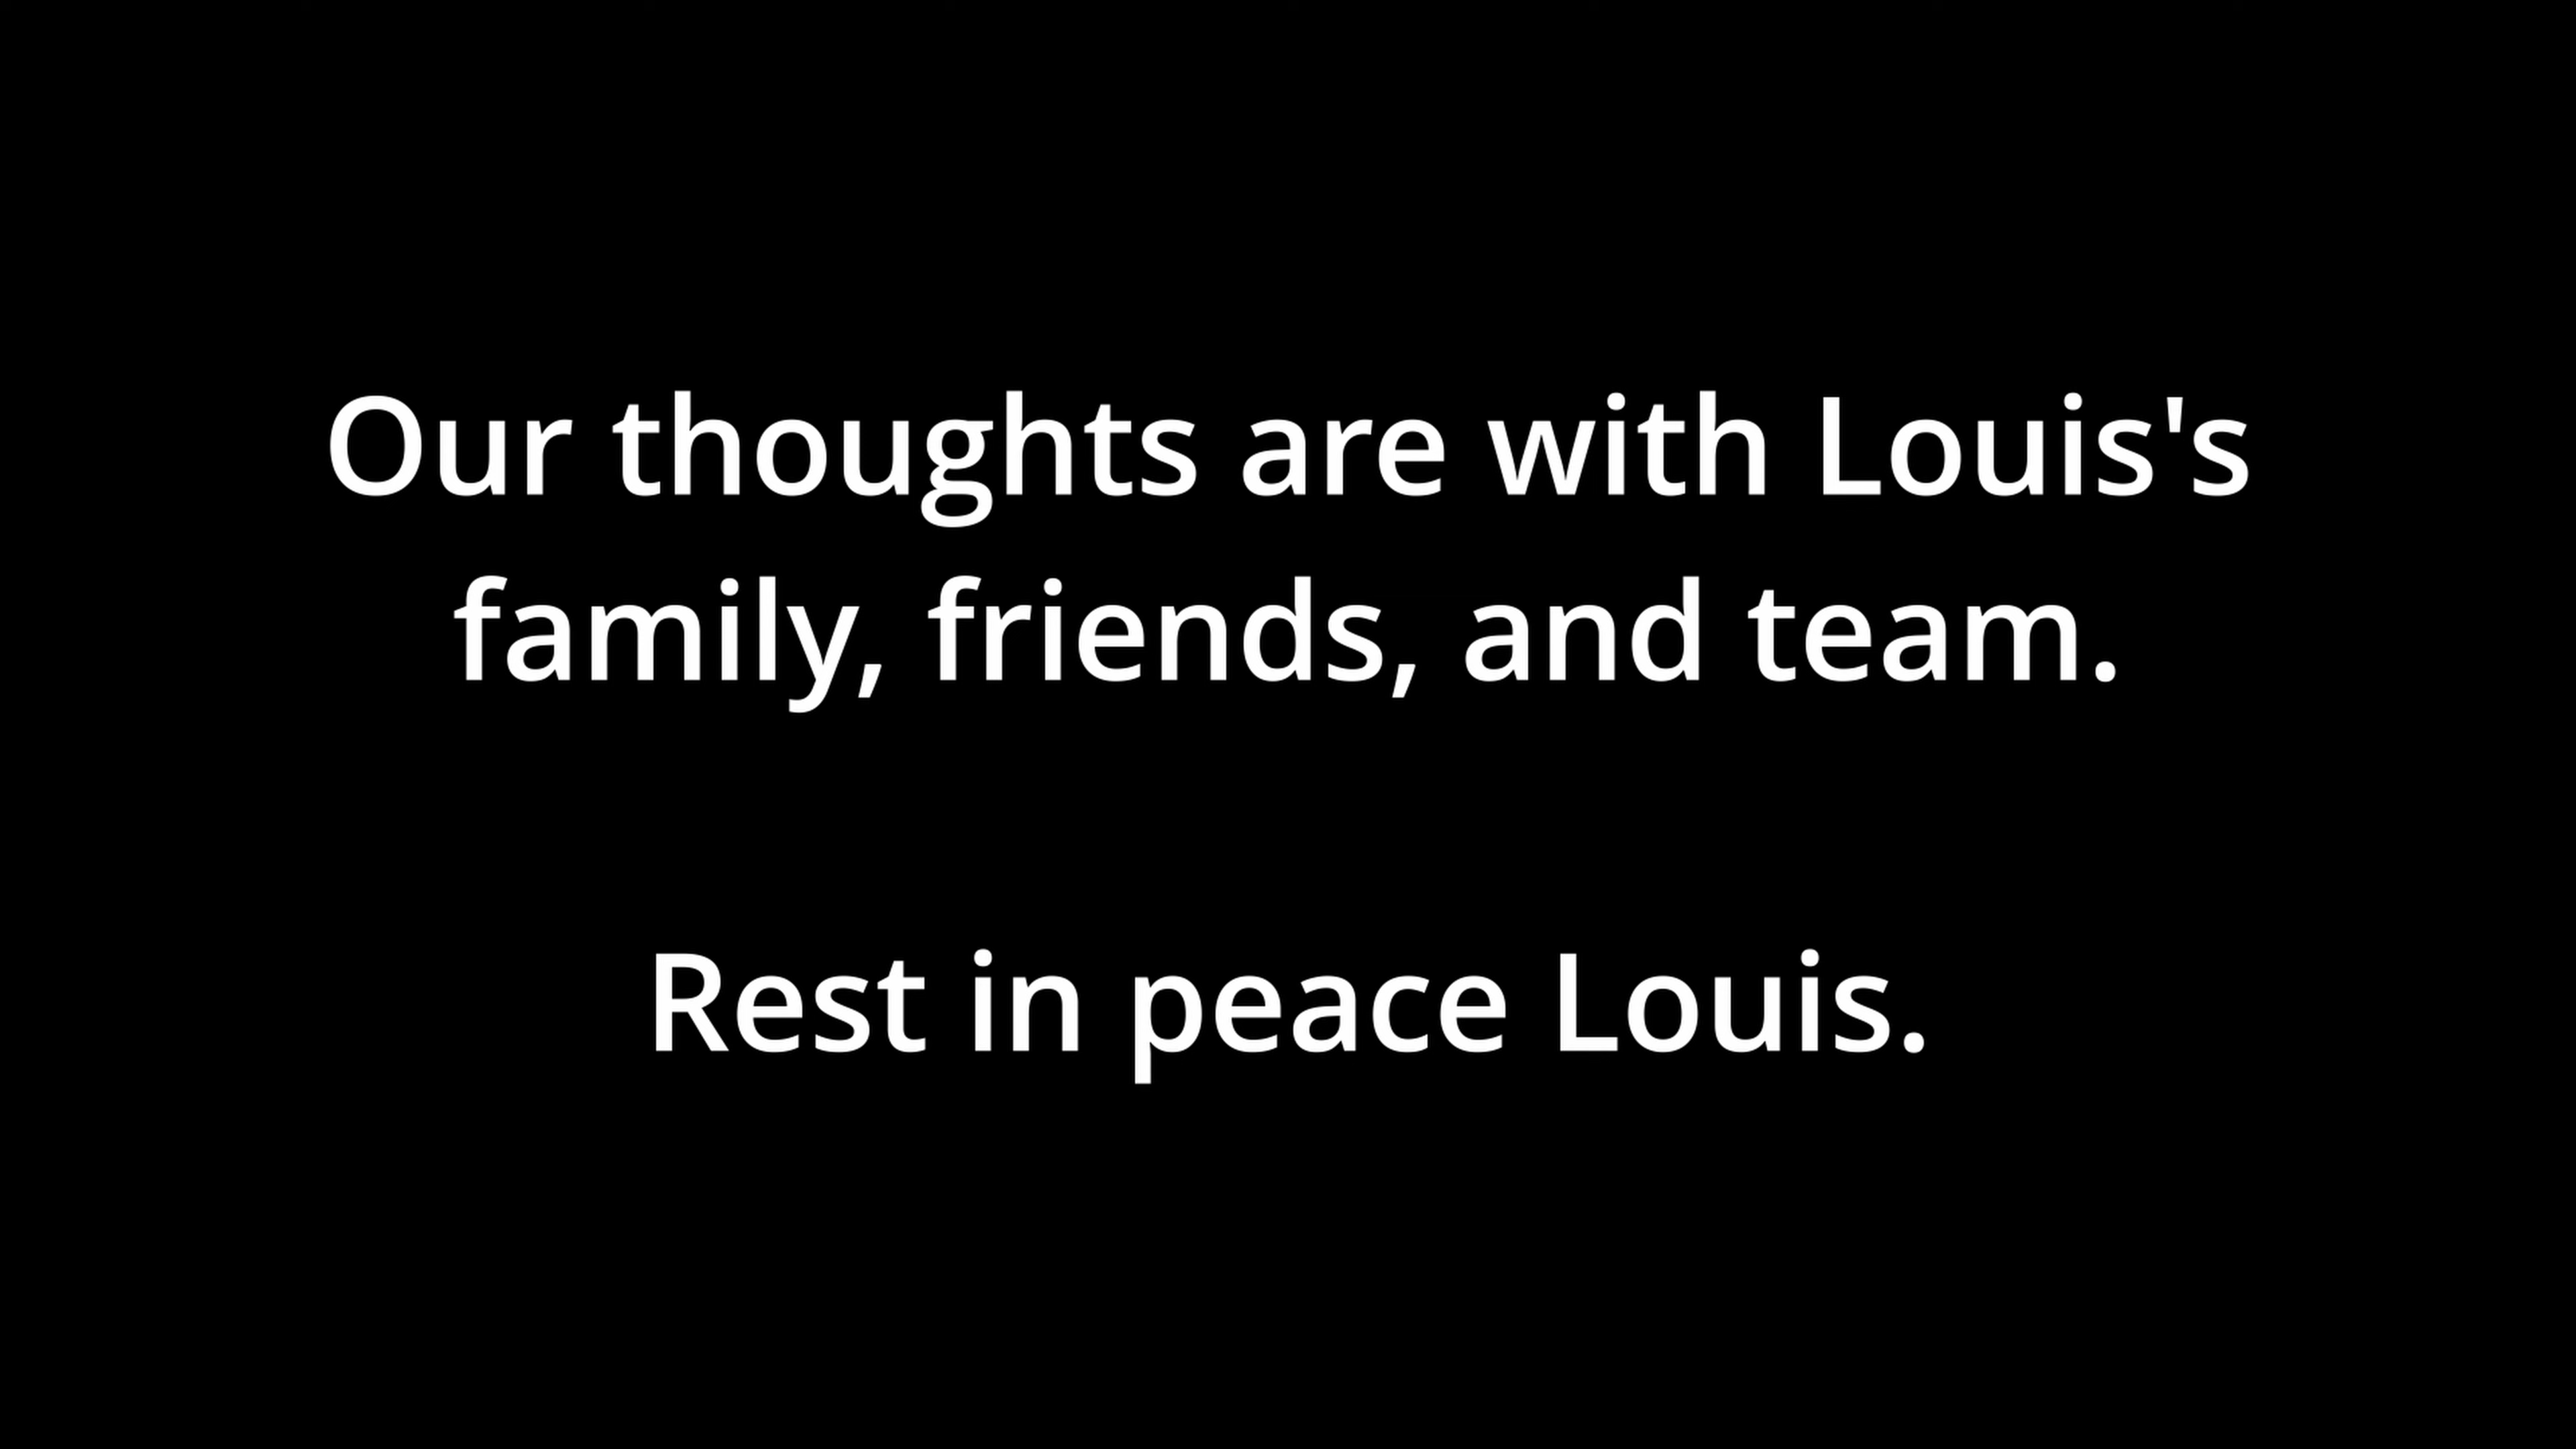 Our thoughts are with Louis's
family, friends, and team.
Rest in peace Louis.